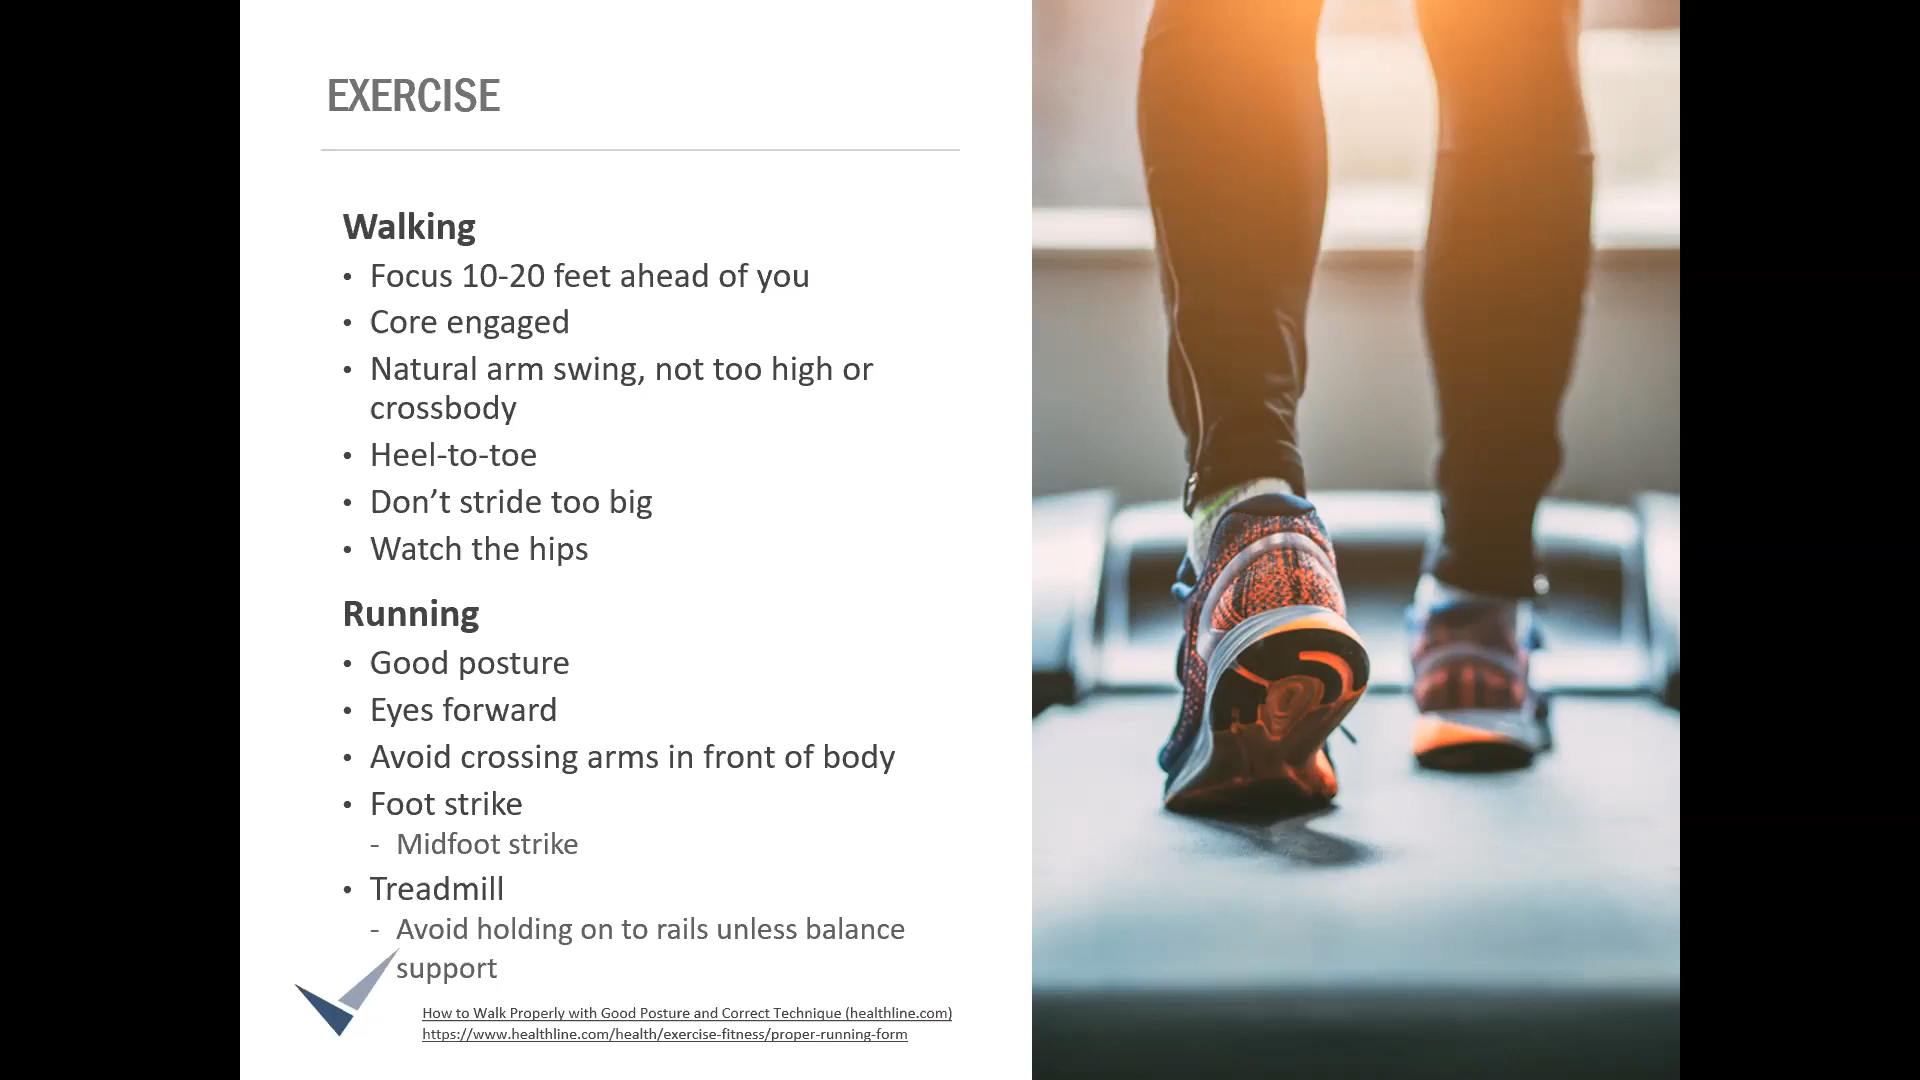 EXERCISE
Walking
• Focus 10-20 feet ahead of you
• Core engaged
• Natural arm swing, not too high or
crossbody
• Heel-to-toe
• Don’t stride too big
• Watch the hips
Running
• Good posture
• Eyes forward
• Avoid crossing arms in front of body
• Foot strike
- Midfoot strike
• Treadmill
- Avoid holding on to rails unless balance
support
How to Walk Properly with Good Posture and Correct Technique (healthline.com)
https://www.healthline.com/health/exercise-fitness/proper-running-form